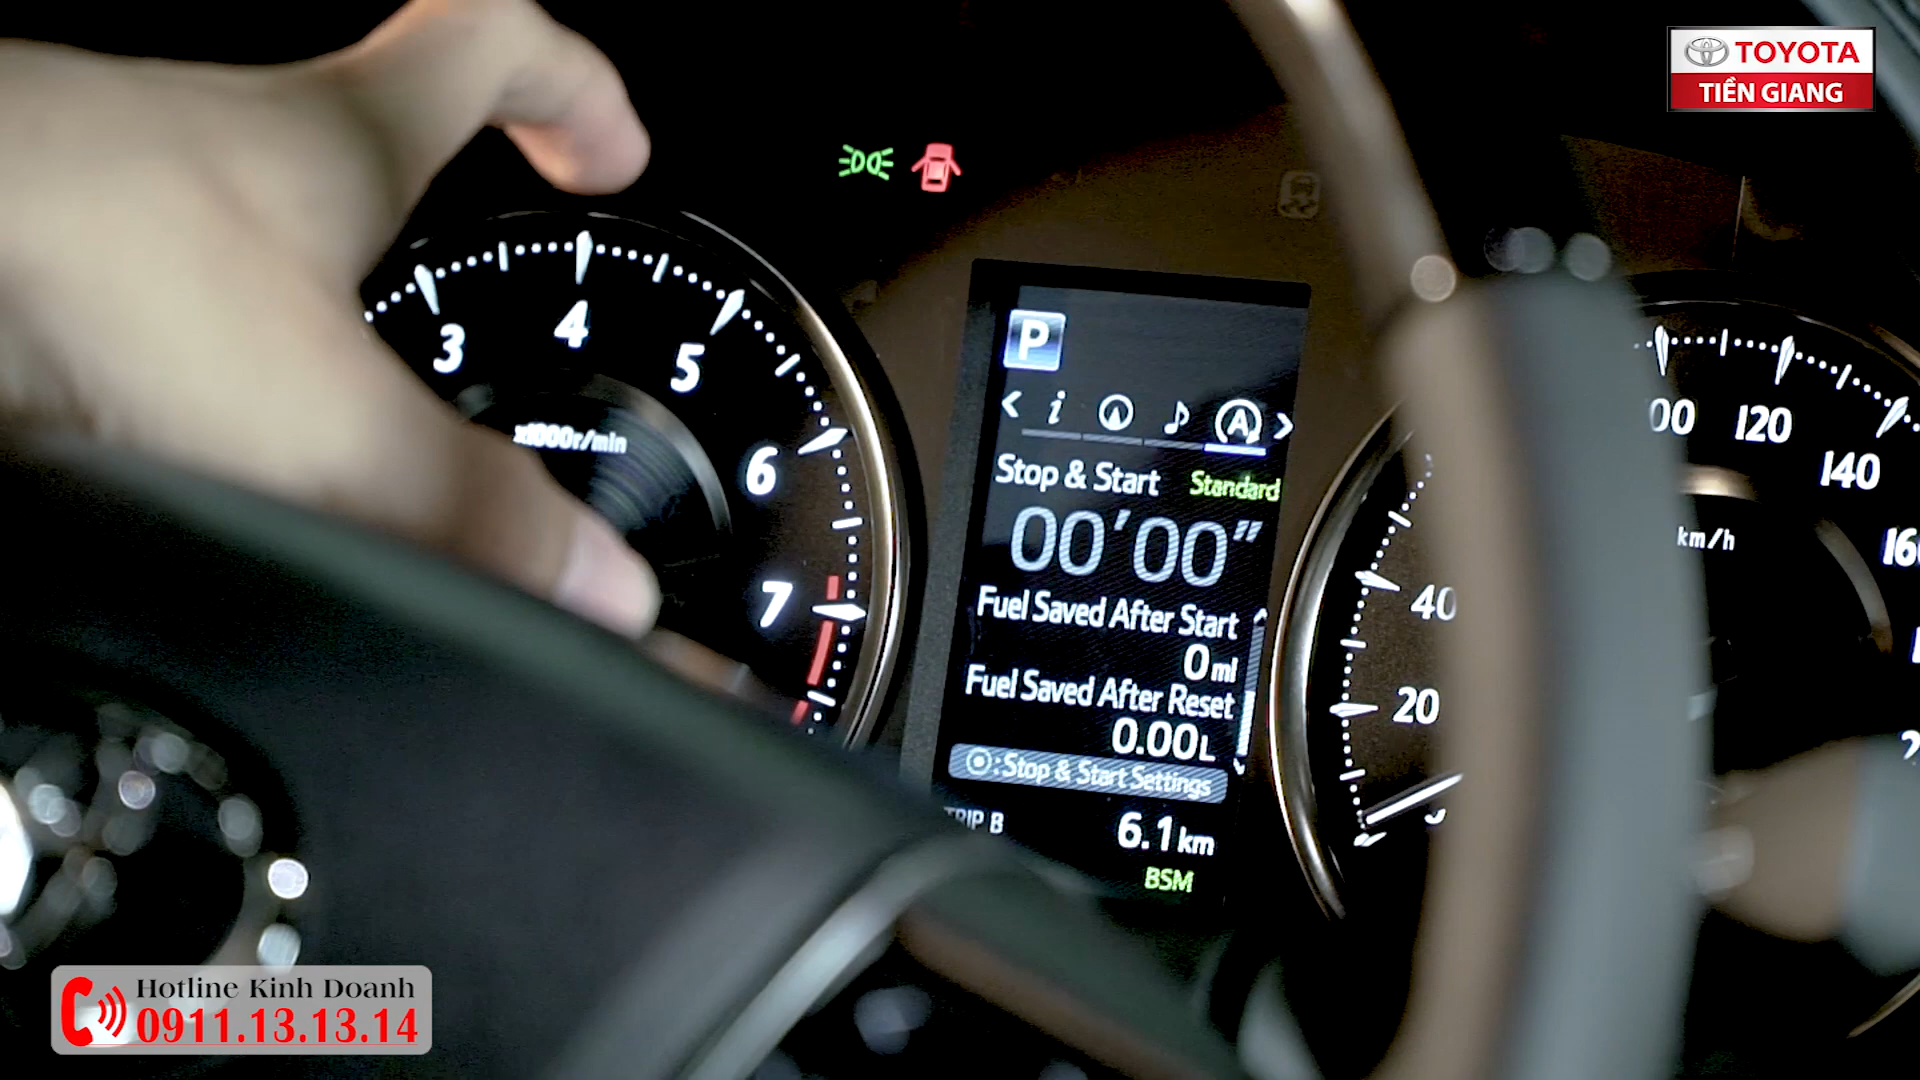 TOYOTA
TIỀN GIANG
3
4
5
6
7
x1000r/min
P
i
A
Stop & Start Standard
00'00"
Fuel Saved After Start
0 ml
Fuel Saved After Reset
0.00 L
:Stop & Start Settings
TRIP B 6.1 km
BSM
20
40
120
140
km/h
Hotline Kinh Doanh
0911.13.13.14